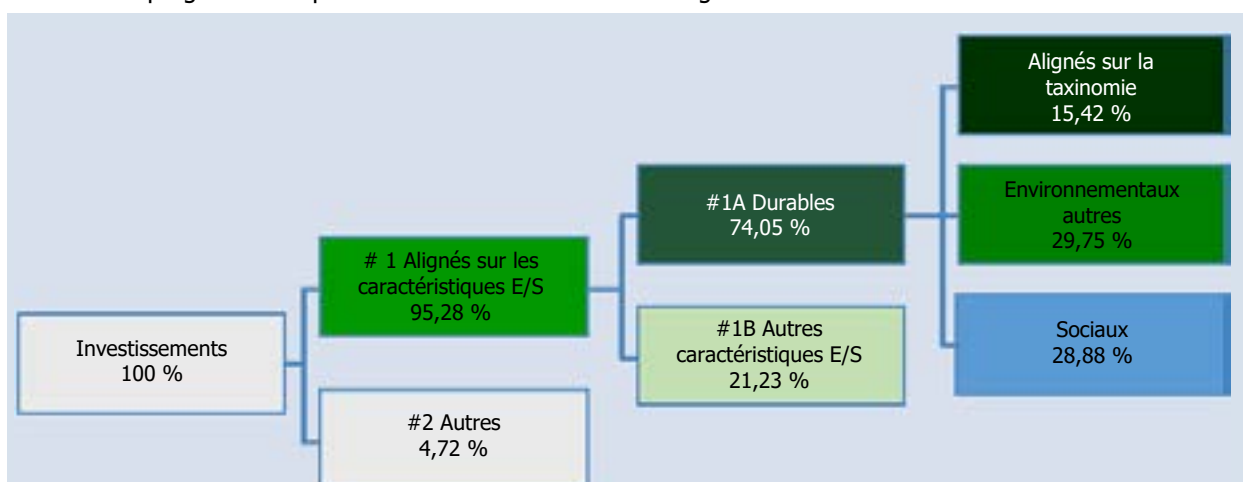 Alignés sur la
taxinomie
15,42 %
#1A Durables
74,05 %
Environnementaux
autres
29,75 %
# 1 Alignés sur les
caractéristiques E/S
95,28 %
Investissements
100 %
#1B Autres
caractéristiques E/S
21,23 %
Sociaux
28,88 %
#2 Autres
4,72 %